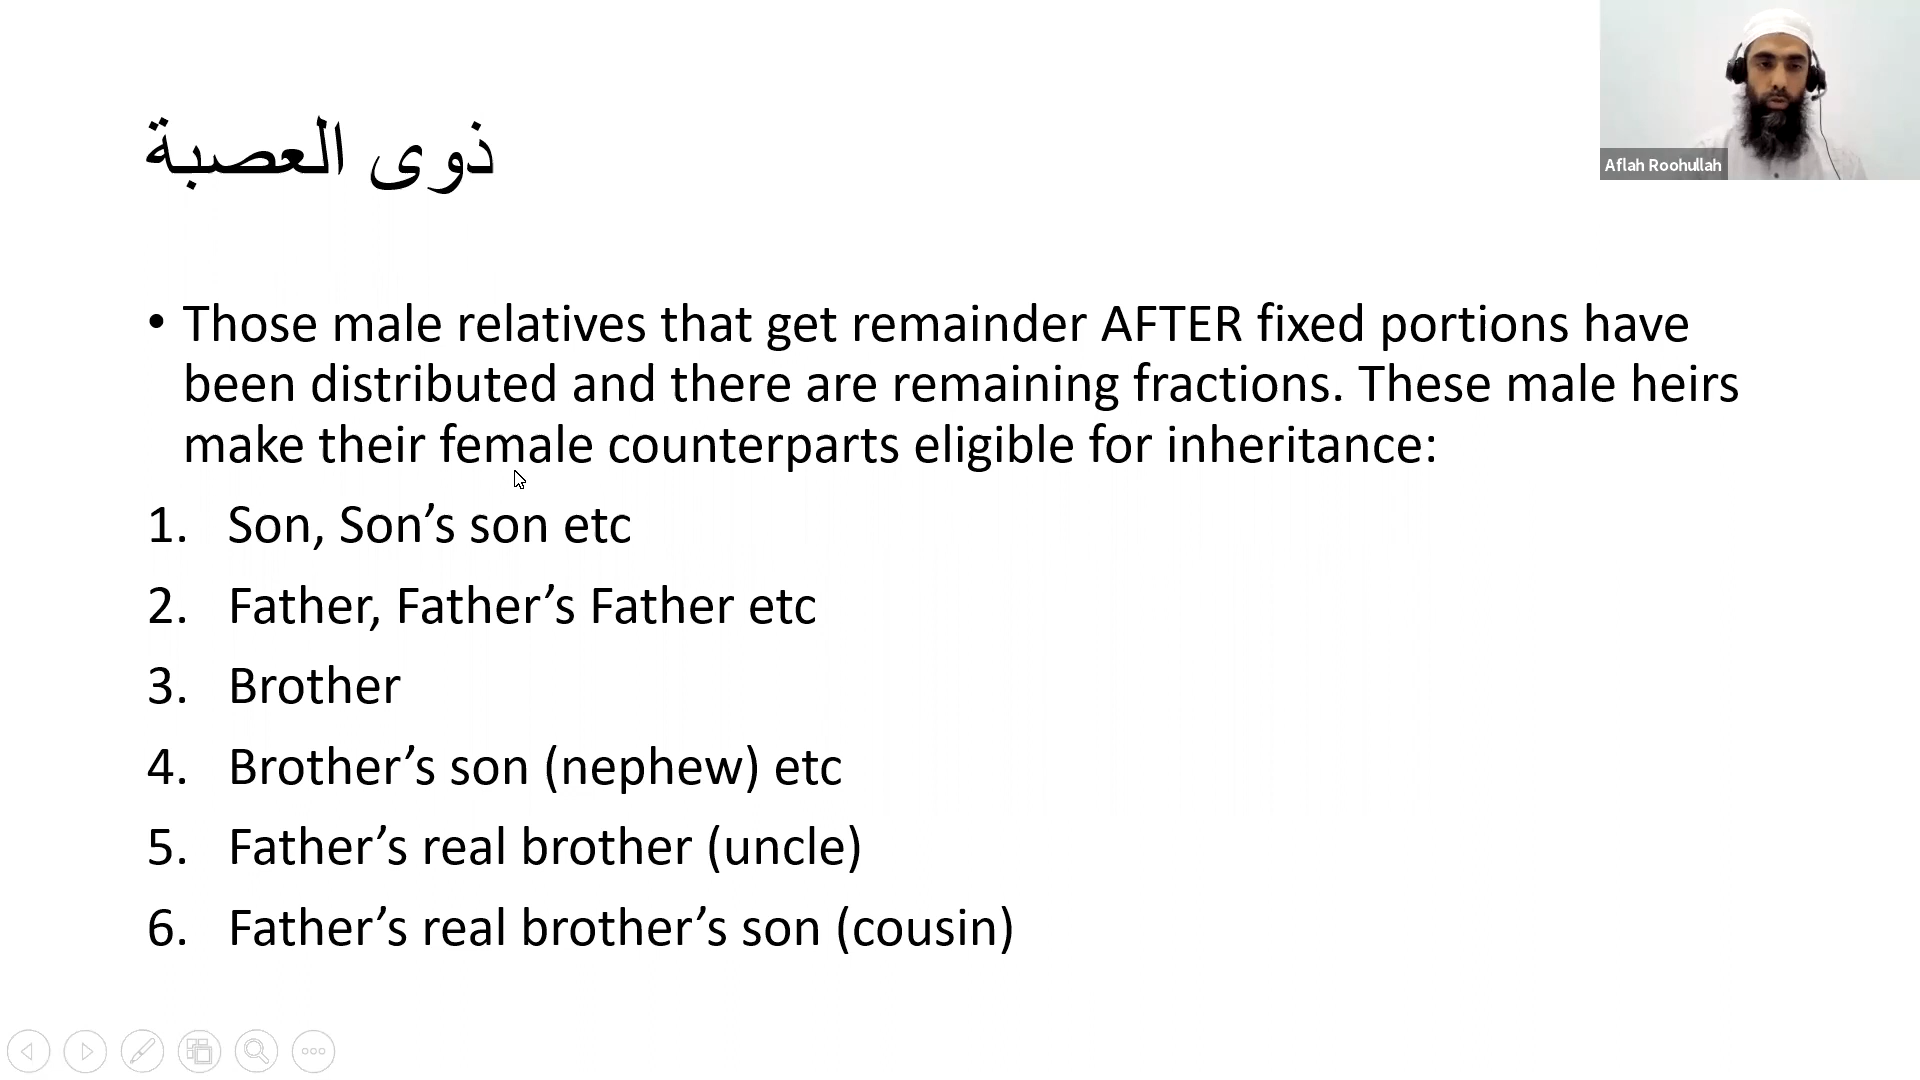 ذوى العصبة
Aflah Roohullah
• Those male relatives that get remainder AFTER fixed portions have
been distributed and there are remaining fractions. These male heirs
make their female counterparts eligible for inheritance:
1. Son, Son’s son etc
2. Father, Father’s Father etc
3. Brother
4. Brother’s son (nephew) etc
5. Father’s real brother (uncle)
6. Father’s real brother’s son (cousin)